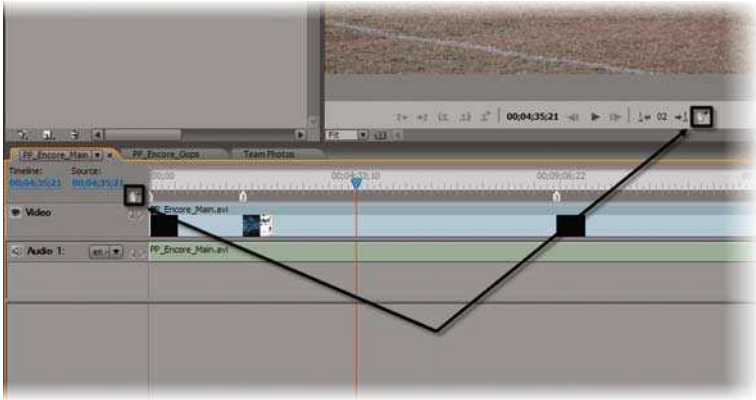 00;04;35;21
02
Fit
PP_Encore_Main
PP_Encore_Oops
Team Photos
Timeline:
Source:
00;04;35;21
00;04;35;21
00;00
00;04;33;10
00;09;06;22
Video
PP_Encore_Main.avi
Audio 1:
en
PP_Encore_Main.avi